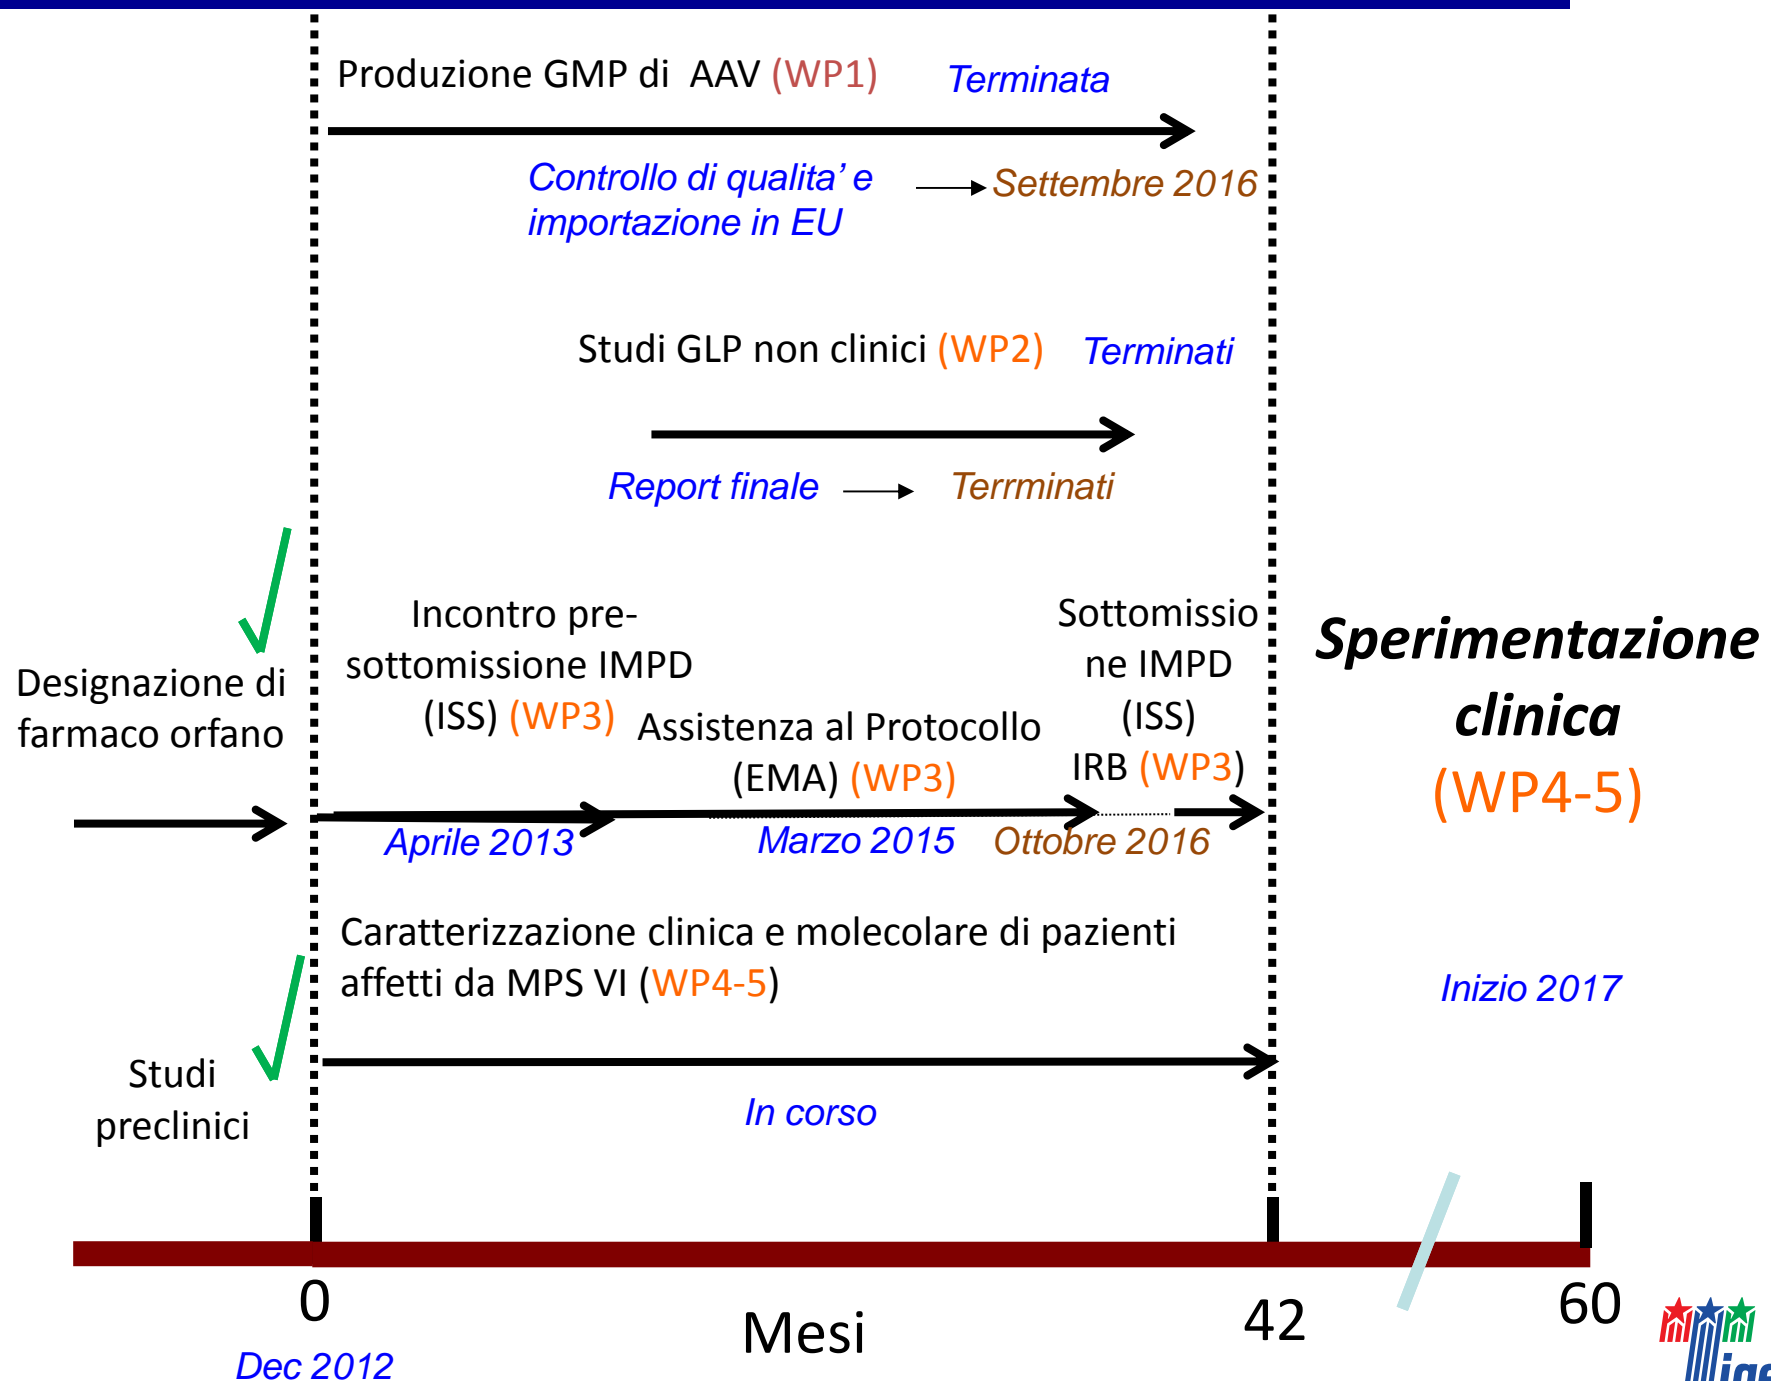 Produzione GMP di AAV (WP1) Terminata
Controllo di qualita' e
importazione in EU
Settembre 2016
Studi GLP non clinici (WP2) Terminati
Report finale
Terrminati
Designazione di
farmaco orfano
Incontro pre-
sottomissione IMPD
(ISS) (WP3)
Assistenza al Protocollo
(EMA) (WP3)
Sottomissio
ne IMPD
(ISS)
IRB (WP3)
Aprile 2013
Marzo 2015
Ottobre 2016
Sperimentazione
clinica
(WP4-5)
Caratterizzazione clinica e molecolare di pazienti
affetti da MPS VI (WP4-5)
Inizio 2017
Studi
preclinici
In corso
0
Mesi
42
60
Dec 2012